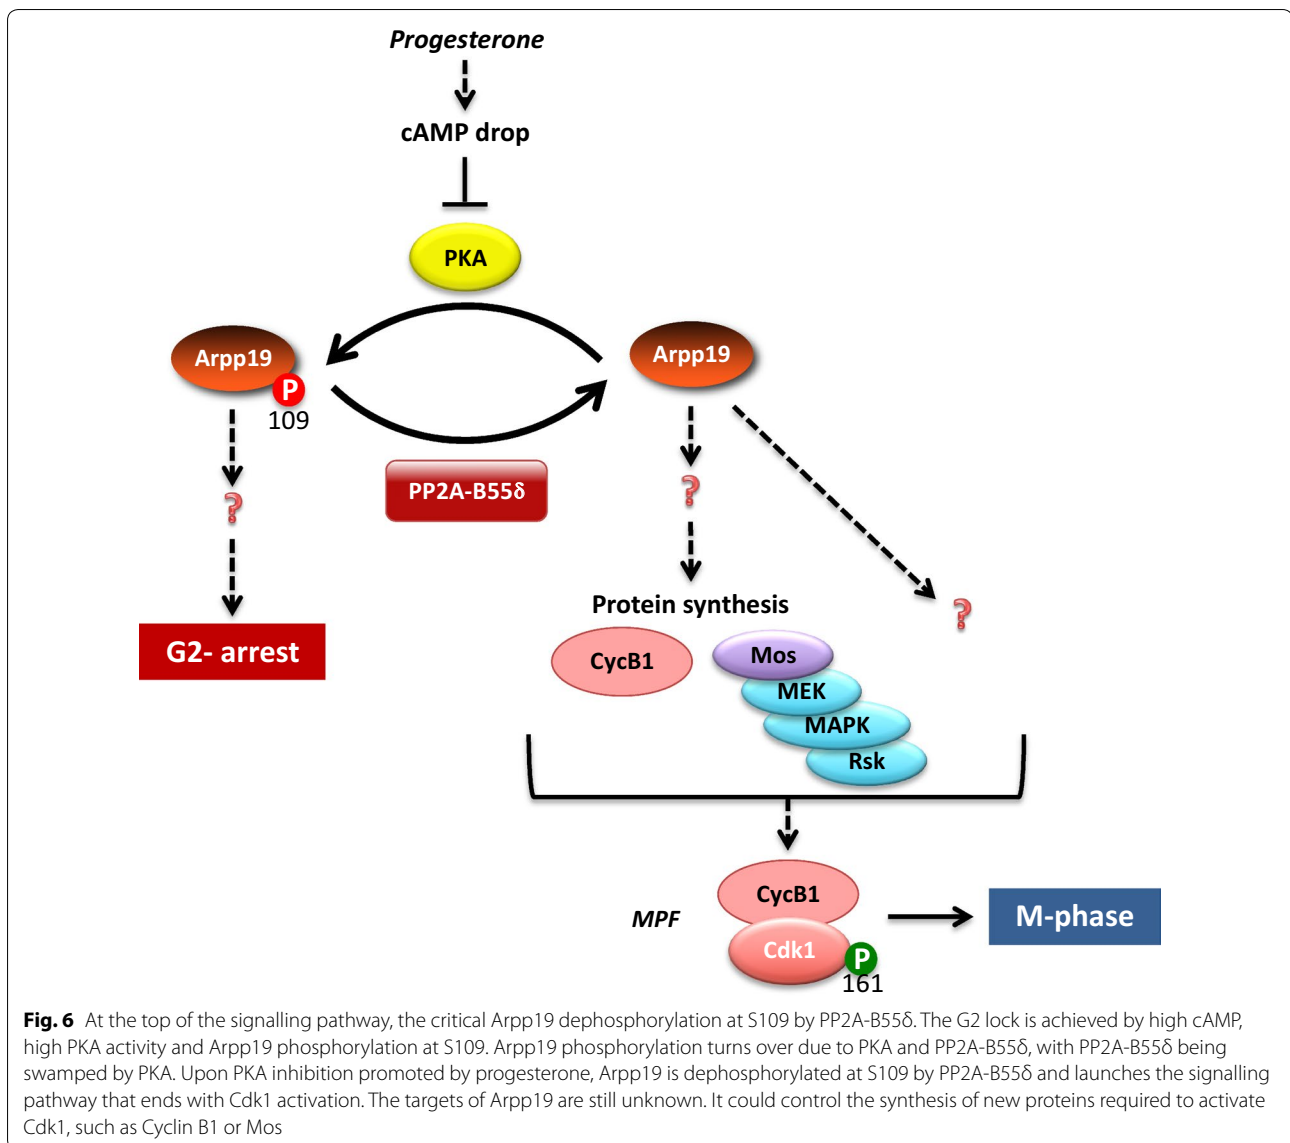 Progesterone
cAMP drop
PKA
Arpp19
P
109
Arpp19
PP2A-B55δ
?
?
?
G2- arrest
Protein synthesis
CycB1
Mos
MEK
MAPK
Rsk
MPF
CycB1
Cdk1
P
161
M-phase
Fig. 6 At the top of the signalling pathway, the critical Arpp19 dephosphorylation at S109 by PP2A-B55δ. The G2 lock is achieved by high cAMP,
high PKA activity and Arpp19 phosphorylation at S109. Arpp19 phosphorylation turns over due to PKA and PP2A-B55δ, with PP2A-B55δ being
swamped by PKA. Upon PKA inhibition promoted by progesterone, Arpp19 is dephosphorylated at S109 by PP2A-B55δ and launches the signalling
pathway that ends with Cdk1 activation. The targets of Arpp19 are still unknown. It could control the synthesis of new proteins required to activate
Cdk1, such as Cyclin B1 or Mos